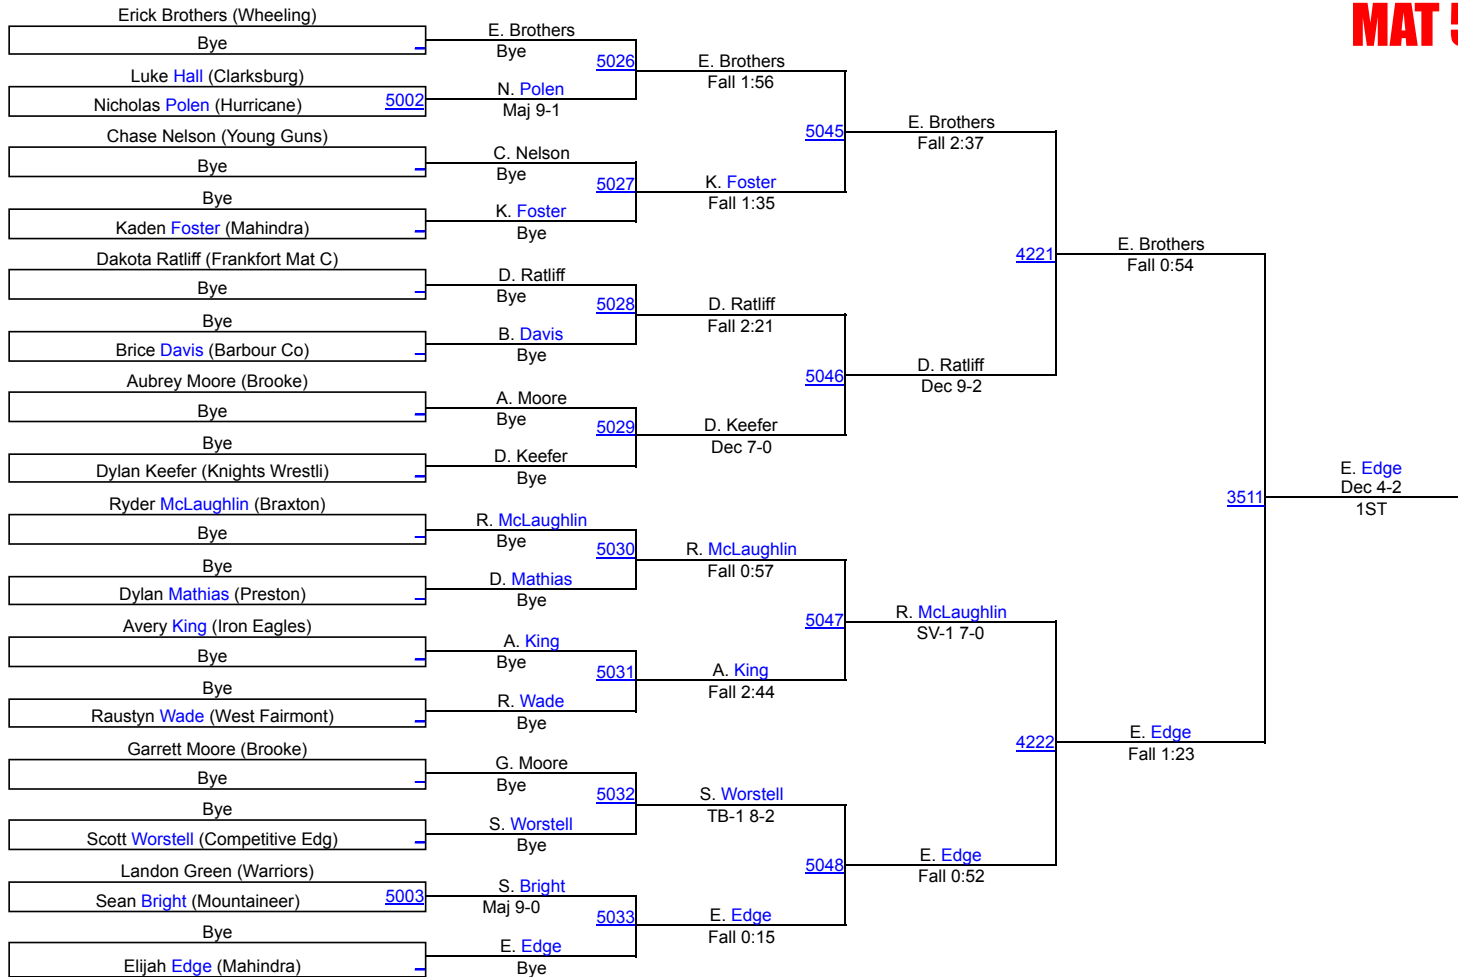 MAT 5
Erick Brothers (Wheeling)
Bye
Luke Hall (Clarksburg)
Nicholas Polen (Hurricane) 5002
Chase Nelson (Young Guns)
Bye
Bye
Kaden Foster (Mahindra)
Dakota Ratliff (Frankfort Mat C)
Bye
Bye
Brice Davis (Barbour Co)
Aubrey Moore (Brooke)
Bye
Bye
Dylan Keefer (Knights Wrestli)
Ryder McLaughlin (Braxton)
Bye
Bye
Dylan Mathias (Preston)
Avery King (Iron Eagles)
Bye
Bye
Raustyn Wade (West Fairmont)
Garrett Moore (Brooke)
Bye
Bye
Scott Worstell (Competitive Edg)
Landon Green (Warriors)
Sean Bright (Mountaineer) 5003
Bye
Elijah Edge (Mahindra)
E. Brothers
Bye
5026
N. Polen
Maj 9-1
C. Nelson
Bye
5027
K. Foster
Bye
D. Ratliff
Bye
5028
B. Davis
Bye
A. Moore
Bye
5029
D. Keefer
Bye
R. McLaughlin
Bye
5030
D. Mathias
Bye
A. King
Bye
5031
R. Wade
Bye
G. Moore
Bye
5032
S. Worstell
Bye
S. Bright
Maj 9-0
5033
E. Edge
Bye
E. Brothers
Fall 1:56
5045
K. Foster
Fall 1:35
D. Ratliff
Fall 2:21
5046
D. Keefer
Dec 7-0
R. McLaughlin
Fall 0:57
5047
A. King
Fall 2:44
S. Worstell
TB-1 8-2
5048
E. Edge
Fall 0:15
E. Brothers
Fall 2:37
4221
D. Ratliff
Dec 9-2
R. McLaughlin
SV-1 7-0
4222
E. Edge
Fall 0:52
E. Brothers
Fall 0:54
3511
E. Edge
Fall 1:23
E. Edge
Dec 4-2
1ST